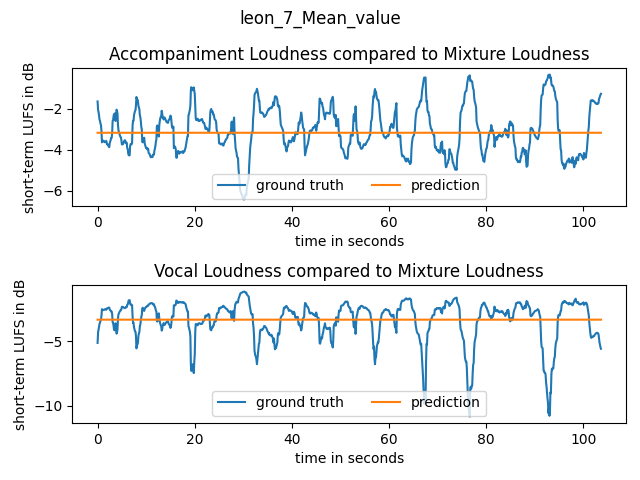 leon_7_Mean_value
Accompaniment Loudness compared to Mixture Loudness
short-term LUFS in dB
−2
−4
−6
ground truth prediction
0 20 40 60 80 100
time in seconds
Vocal Loudness compared to Mixture Loudness
short-term LUFS in dB
−5
−10
ground truth prediction
0 20 40 60 80 100
time in seconds